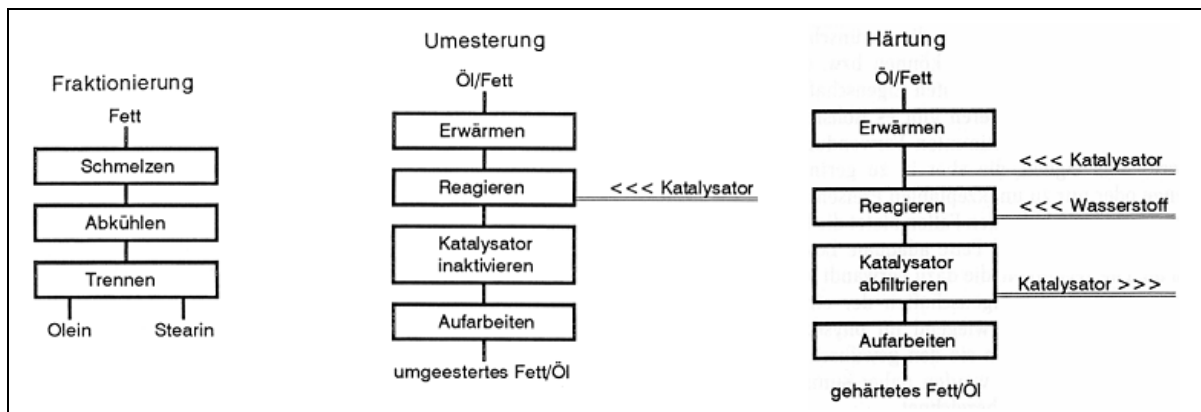 Fraktionierung
Fett
Schmelzen
Abkühlen
Trennen
Olein
Stearin
Umesterung
Öl/Fett
Erwärmen
Reagieren
<<< Katalysator
Katalysator
inaktivieren
Aufarbeiten
umgeestertes Fett/Öl
Härtung
Öl/Fett
Erwärmen
<<< Katalysator
Reagieren
<<< Wasserstoff
Katalysator
abfiltrieren
Katalysator >>>
Aufarbeiten
gehärtetes Fett/Öl